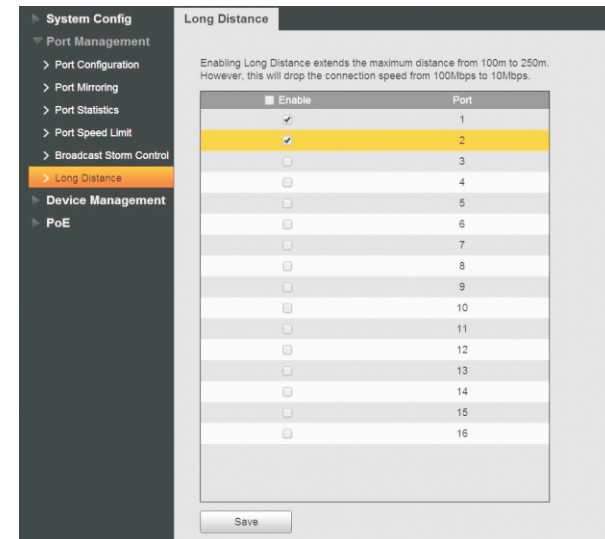 System Config
Port Management
Port Configuration
Port Mirroring
Port Statistics
Port Speed Limit
Broadcast Storm Control
Long Distance
Device Management
PoE
Long Distance
Enabling Long Distance extends the maximum distance from 100m to 250m.
However, this will drop the connection speed from 100Mbps to 10Mbps.
Enable Port
1
2
3
4
5
6
7
8
9
10
11
12
13
14
15
16
Save